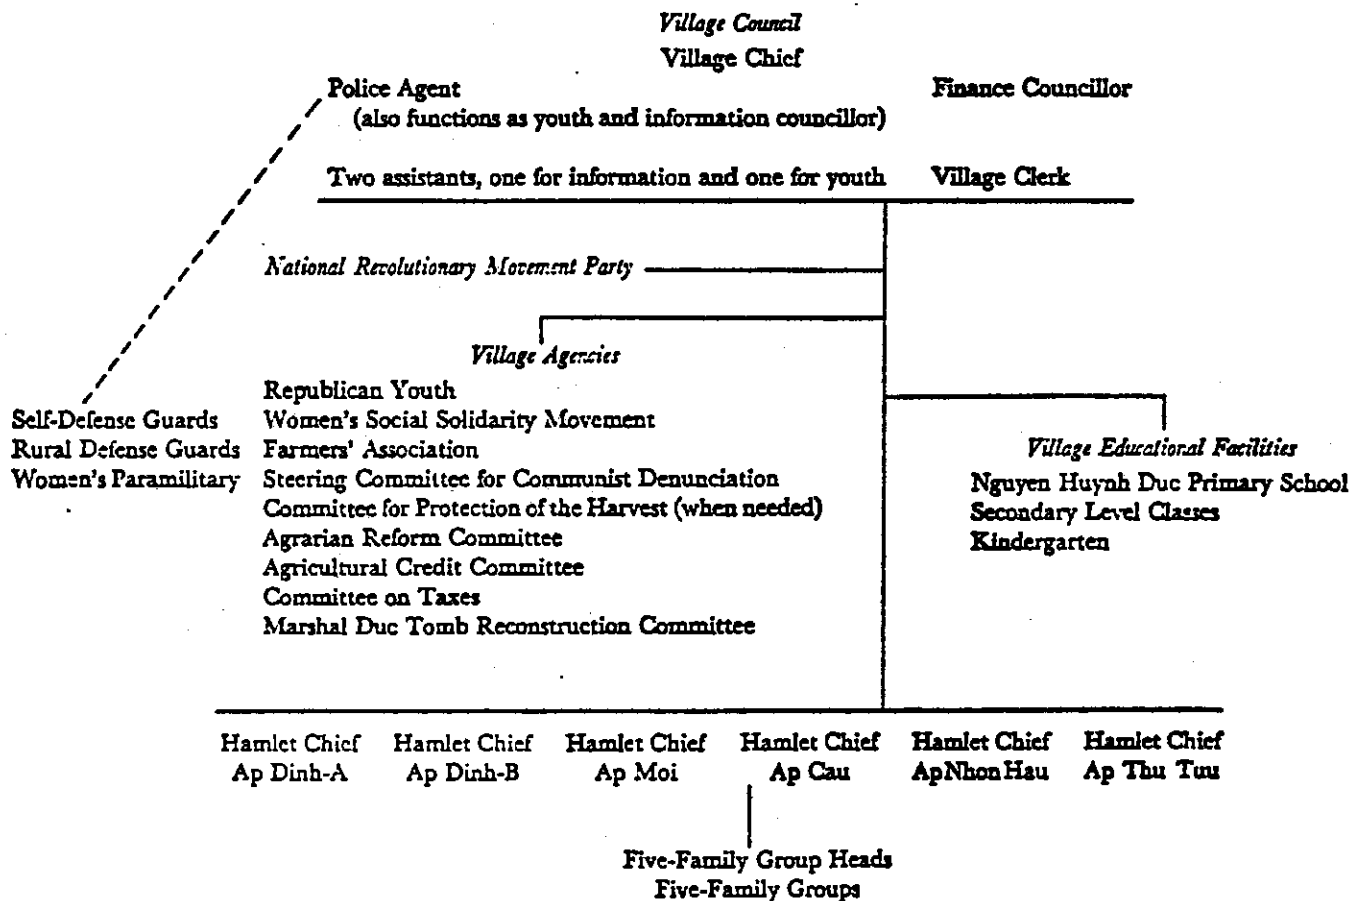 Village Council
Village Chief
Police Agent
Finance Councillor
(also functions as youth and information councillor)
Two assistants, one for information and one for youth
Village Clerk
National Revolutionary Movement Party
Village Agencies
Republican Youth
Women's Social Solidarity Movement
Farmers' Association
Steering Committee for Communist Denunciation
Committee for Protection of the Harvest (when needed)
Agrarian Reform Committee
Agricultural Credit Committee
Committee on Taxes
Marshal Duc Tomb Reconstruction Committee
Self-Defense Guards
Rural Defense Guards
Women's Paramilitary
Village Educational Facilities
Nguyen Huynh Duc Primary School
Secondary Level Classes
Kindergarten
Hamlet Chief
Ap Dinh-A
Hamlet Chief
Ap Dinh-B
Hamlet Chief
Ap Moi
Hamlet Chief
Ap Cau
Hamlet Chief
Ap Nhon Hau
Hamlet Chief
Ap Thu Tuu
Five-Family Group Heads
Five-Family Groups